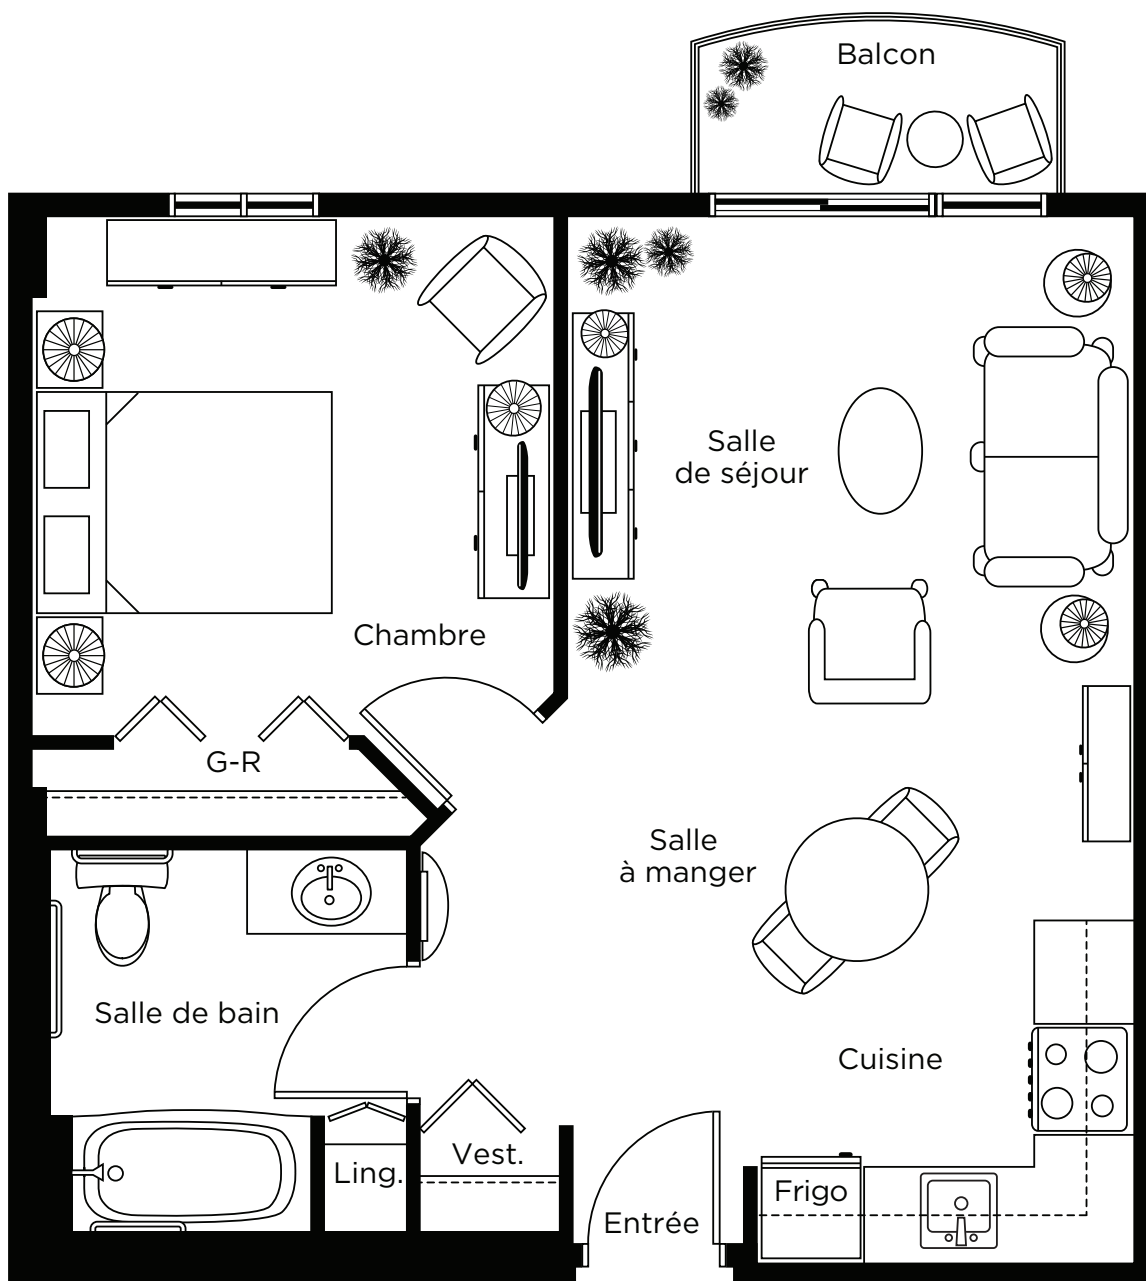 Balcon
Salle
de séjour
Chambre
G-R
Salle
à manger
Salle de bain
Cuisine
Vest.
Ling.
Frigo
Entrée